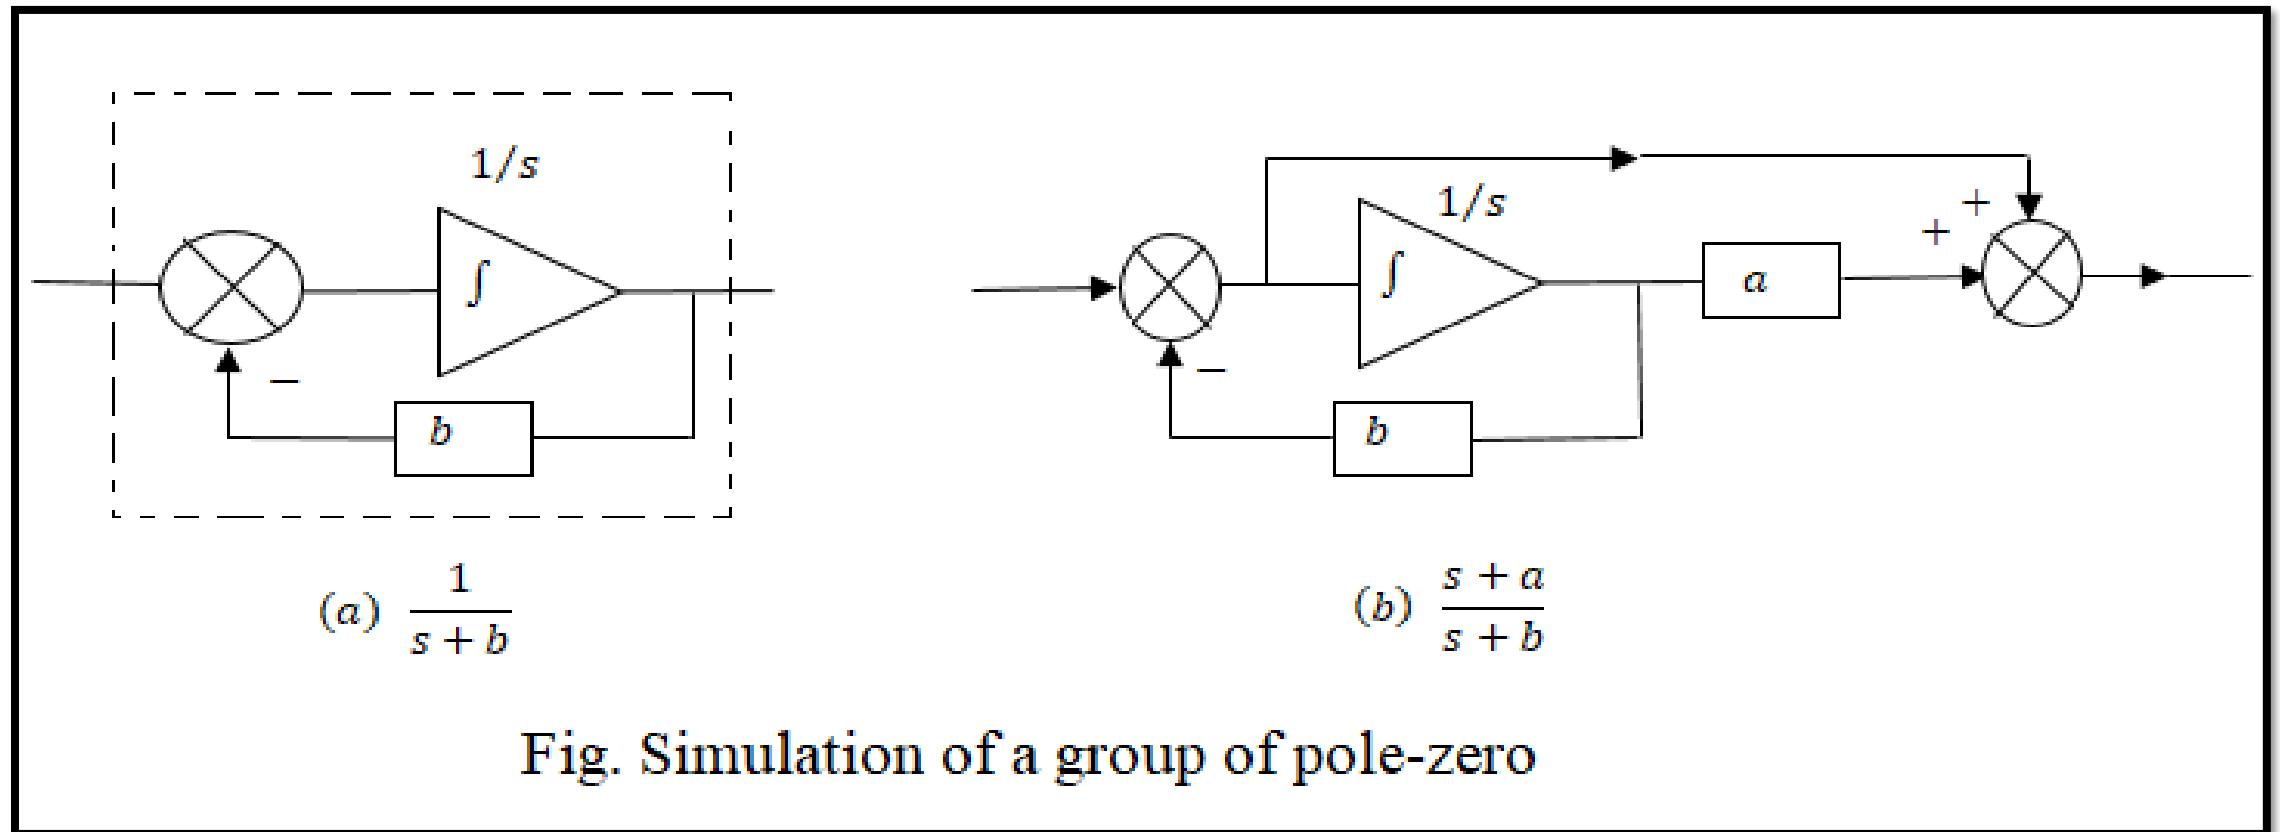 1/s
∫
−
b
(a) 1
s + b
1/s
∫
+
+
a
−
b
(b) s + a
s + b
Fig. Simulation of a group of pole-zero